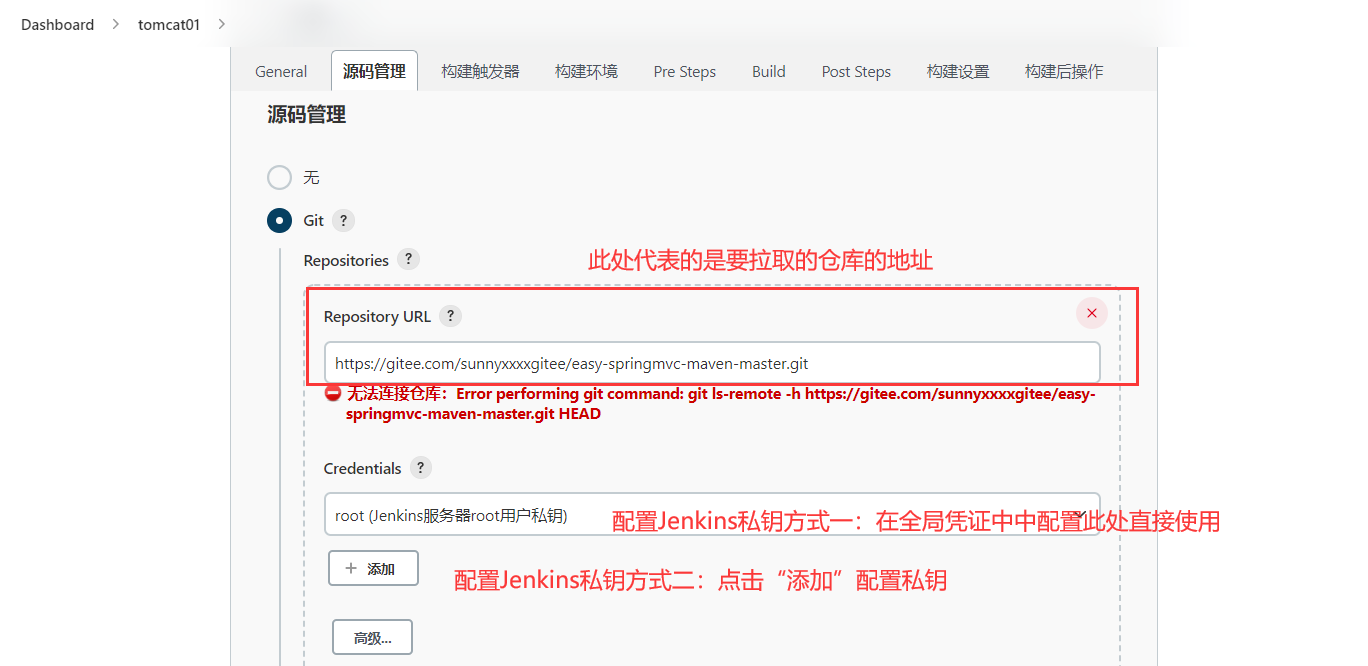 Dashboard > tomcat01 >
General 源码管理 构建触发器 构建环境 Pre Steps Build Post Steps 构建设置 构建后操作
源码管理
无
Git ?
此处代表的是要拉取的仓库的地址
Repositories ?
Repository URL ?
https://gitee.com/sunnyxxxxgitee/easy-springmvc-maven-master.git
无法连接仓库：Error performing git command: git ls-remote -h https://gitee.com/sunnyxxxxgitee/easy-
springmvc-maven-master.git HEAD
Credentials ?
root (Jenkins服务器root用户私钥)
配置Jenkins私钥方式一：在全局凭证中中配置此处直接使用
+ 添加
配置Jenkins私钥方式二：点击“添加”配置私钥
高级...